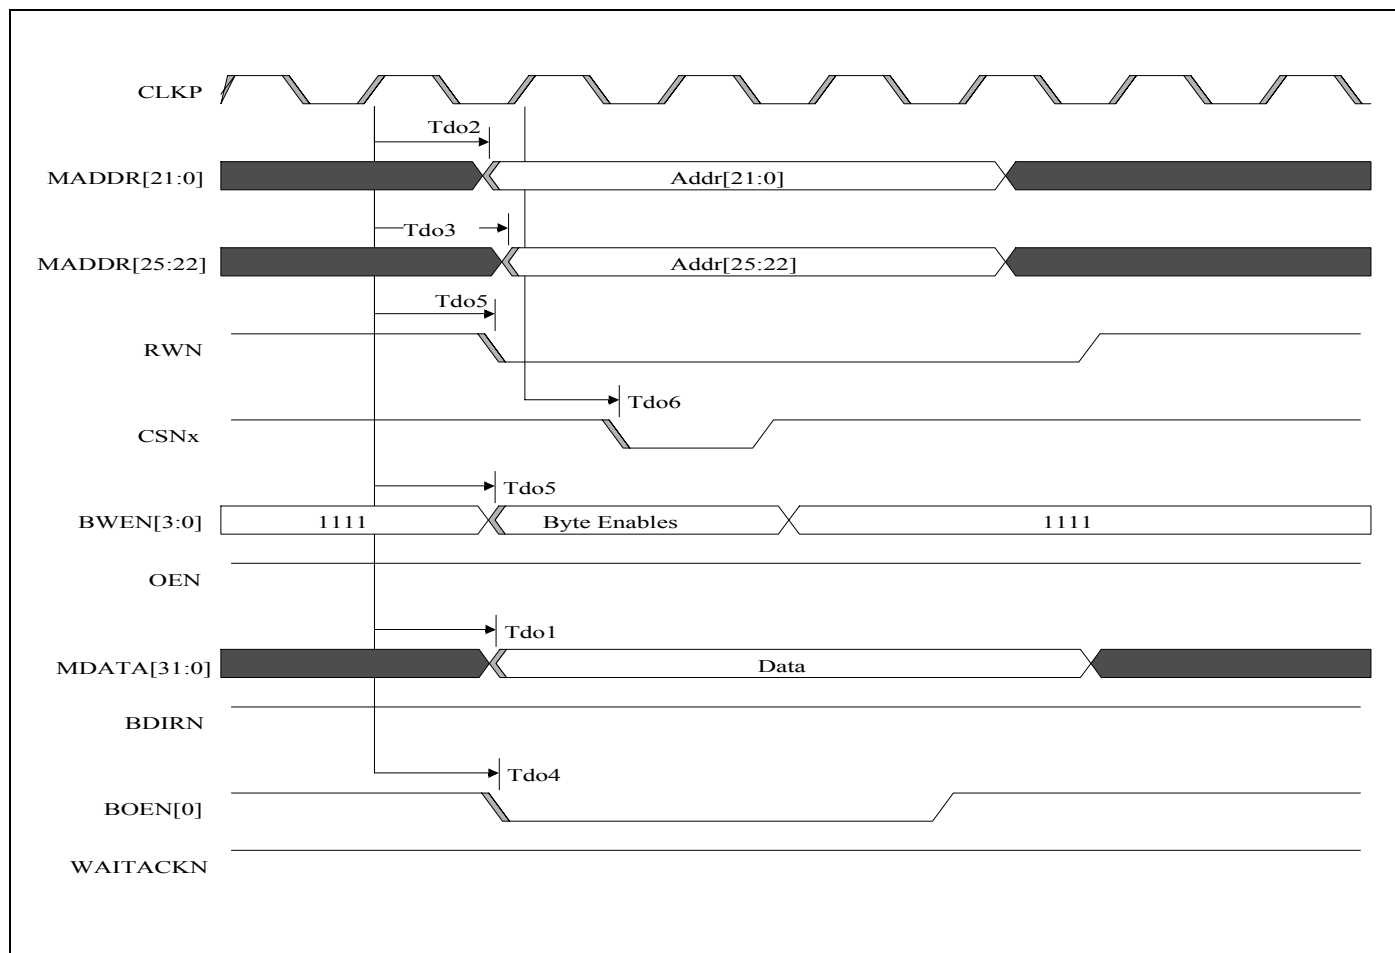 CLKP
Tdo2
MADDR[21:0]
Addr[21:0]
Tdo3
MADDR[25:22]
Addr[25:22]
Tdo5
RWN
Tdo6
CSNx
Tdo5
BWEN[3:0] 1111 Byte Enables 1111
OEN
Tdo1
MDATA[31:0] Data
BDIRN
Tdo4
BOEN[0]
WAITACKN